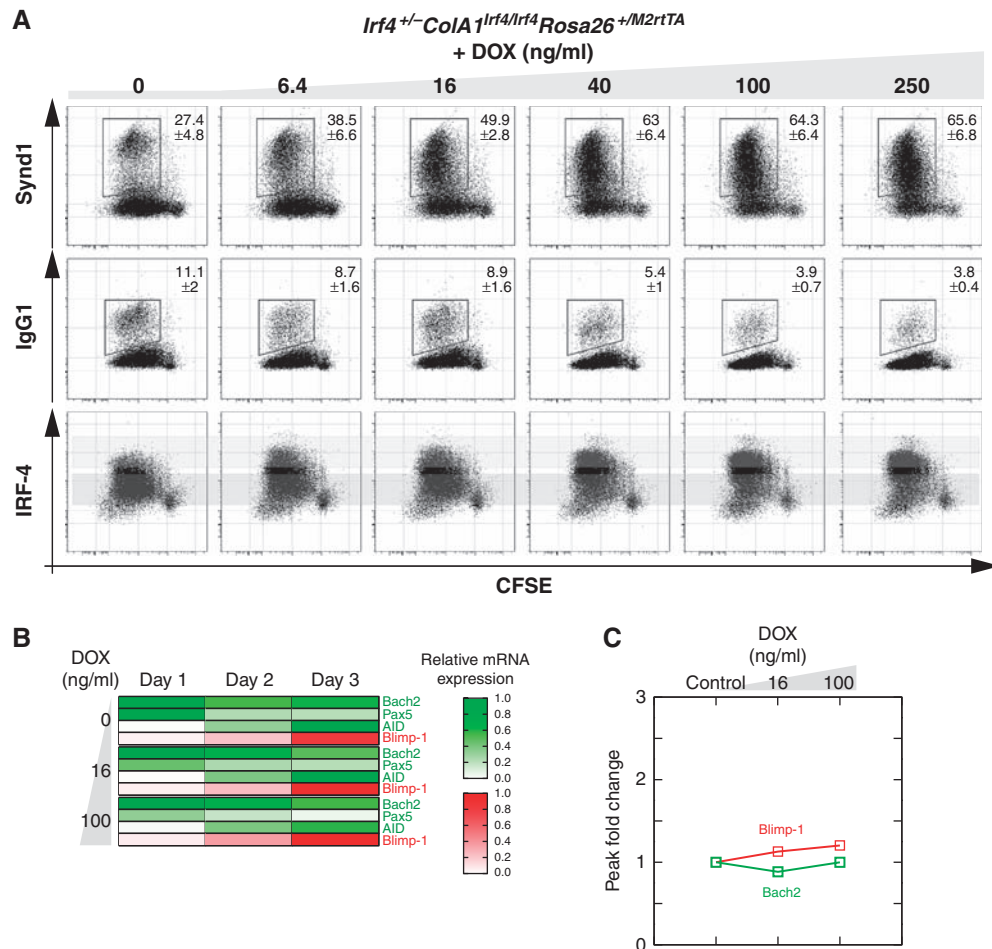 A
Irf4+/–ColA1Irf4/Irf4Rosa26+/M2rtTA
+ DOX (ng/ml)
0 6.4 16 40 100 250
Synd1
27.4 ±4.8
38.5 ±6.6
49.9 ±2.8
63 ±6.4
64.3 ±6.4
65.6 ±6.8
IgG1
11.1 ±2
8.7 ±1.6
8.9 ±1.6
5.4 ±1
3.9 ±0.7
3.8 ±0.4
IRF-4
CFSE
B
DOX
(ng/ml)
Day 1 Day 2 Day 3
0
Bach2
Pax5
AID
Blimp-1
16
Bach2
Pax5
AID
Blimp-1
100
Bach2
Pax5
AID
Blimp-1
Relative mRNA
expression
1.0
0.8
0.6
0.4
0.2
0.0
1.0
0.8
0.6
0.4
0.2
0.0
C
DOX
(ng/ml)
Control 16 100
Peak fold change
3
2
1
0
Blimp-1
Bach2